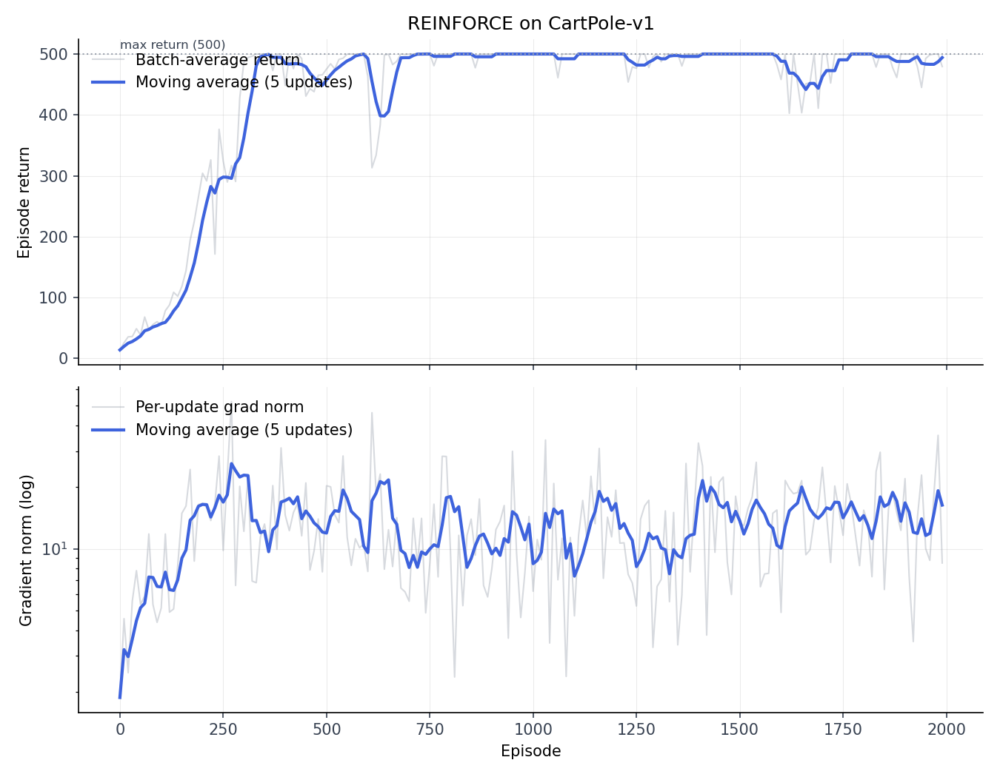 REINFORCE on CartPole-v1
max return (500)
Batch-average return
Moving average (5 updates)
500
400
300
200
100
0
Episode return
Per-update grad norm
Moving average (5 updates)
10¹
Gradient norm (log)
0 250 500 750 1000 1250 1500 1750 2000
Episode